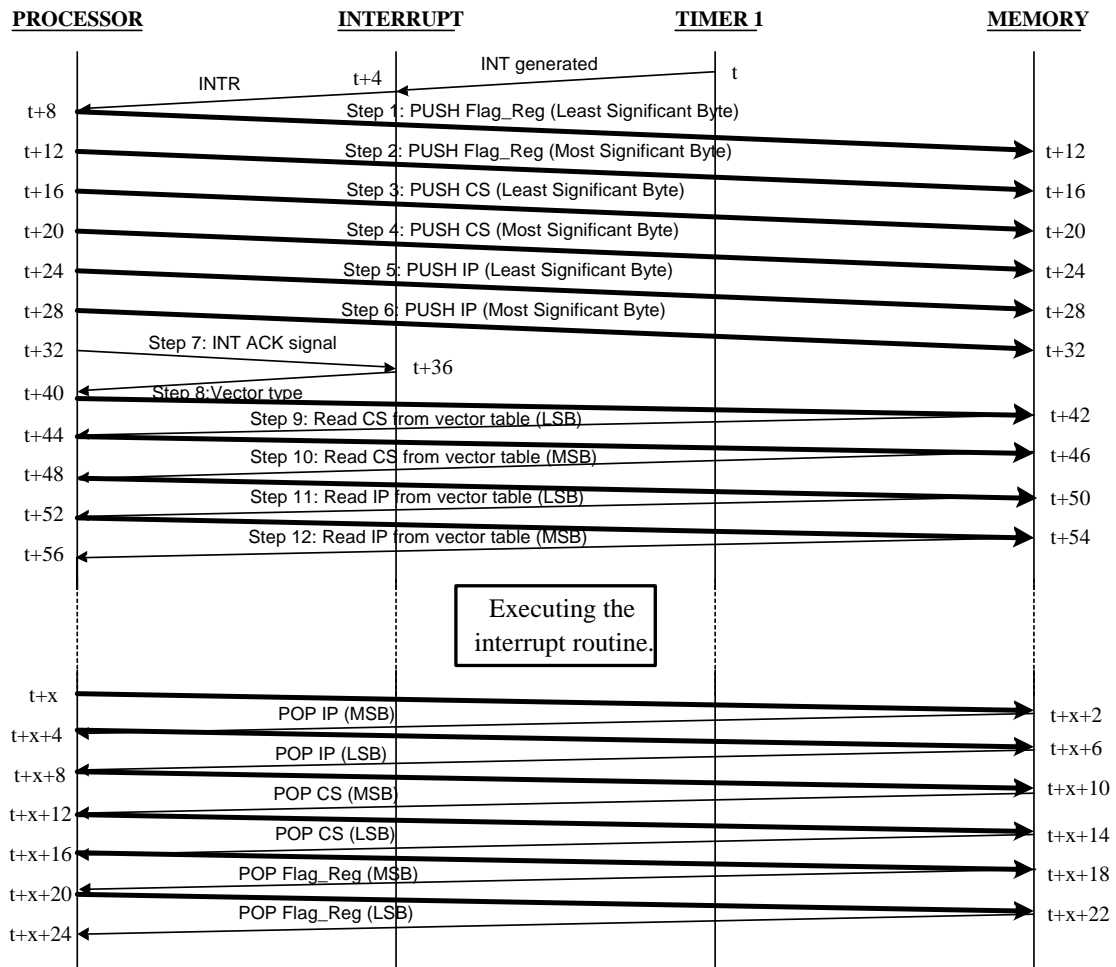 PROCESSOR INTERRUPT TIMER 1 MEMORY
INT generated
t
t+4
INTR
t+8
Step 1: PUSH Flag_Reg (Least Significant Byte)
t+12 Step 2: PUSH Flag_Reg (Most Significant Byte) t+12
t+16 Step 3: PUSH CS (Least Significant Byte) t+16
t+20 Step 4: PUSH CS (Most Significant Byte) t+20
t+24 Step 5: PUSH IP (Least Significant Byte) t+24
t+28 Step 6: PUSH IP (Most Significant Byte) t+28
t+32 Step 7: INT ACK signal t+32
t+36
t+40 Step 8:Vector type
t+42
Step 9: Read CS from vector table (LSB)
t+44
Step 10: Read CS from vector table (MSB) t+46
t+48
Step 11: Read IP from vector table (LSB) t+50
t+52
Step 12: Read IP from vector table (MSB) t+54
t+56
Executing the
interrupt routine.
t+x
POP IP (MSB) t+x+2
t+x+4
POP IP (LSB) t+x+6
t+x+8
POP CS (MSB) t+x+10
t+x+12
POP CS (LSB) t+x+14
t+x+16
POP Flag_Reg (MSB) t+x+18
t+x+20
POP Flag_Reg (LSB) t+x+22
t+x+24